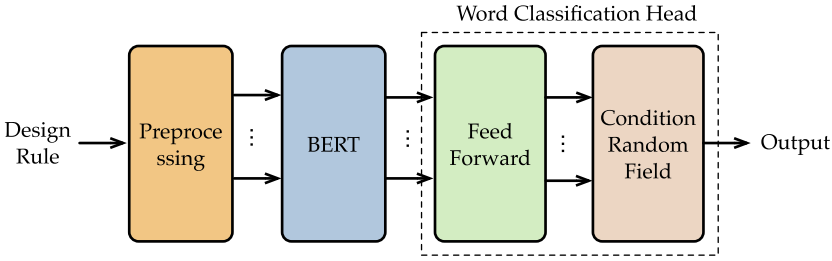 Word Classification Head
Design
Rule
Preproce
ssing
BERT
Feed
Forward
Condition
Random
Field
Output